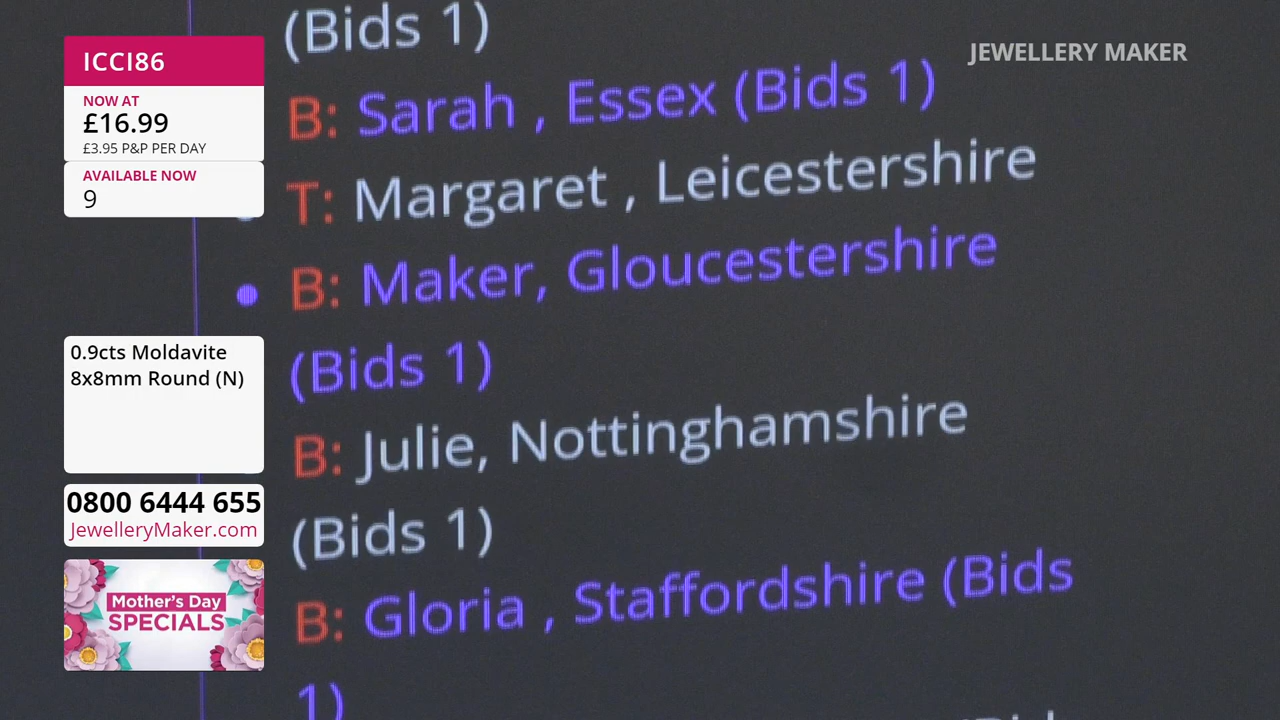 ICCI86
NOW AT
£16.99
£3.95 P&P PER DAY
AVAILABLE NOW
9
0.9cts Moldavite
8x8mm Round (N)
0800 6444 655
JewelleryMaker.com
Mother's Day
SPECIALS
JEWELLERY MAKER
(Bids 1)
B: Sarah , Essex (Bids 1)
T: Margaret , Leicestershire
B: Maker, Gloucestershire
(Bids 1)
B: Julie, Nottinghamshire
(Bids 1)
B: Gloria , Staffordshire (Bids
1)